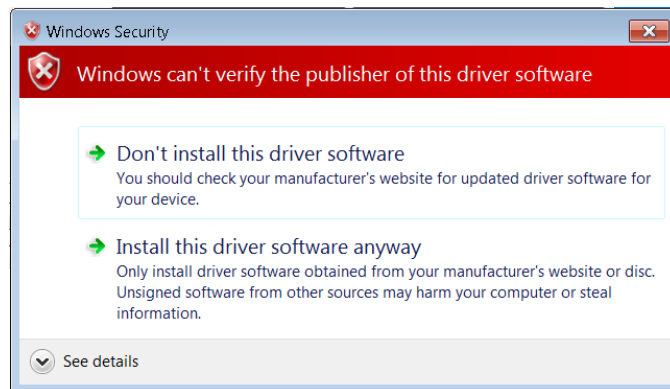 Windows Security
Windows can't verify the publisher of this driver software
Don't install this driver software
You should check your manufacturer's website for updated driver software for
your device.
Install this driver software anyway
Only install driver software obtained from your manufacturer's website or disc.
Unsigned software from other sources may harm your computer or steal
information.
See details